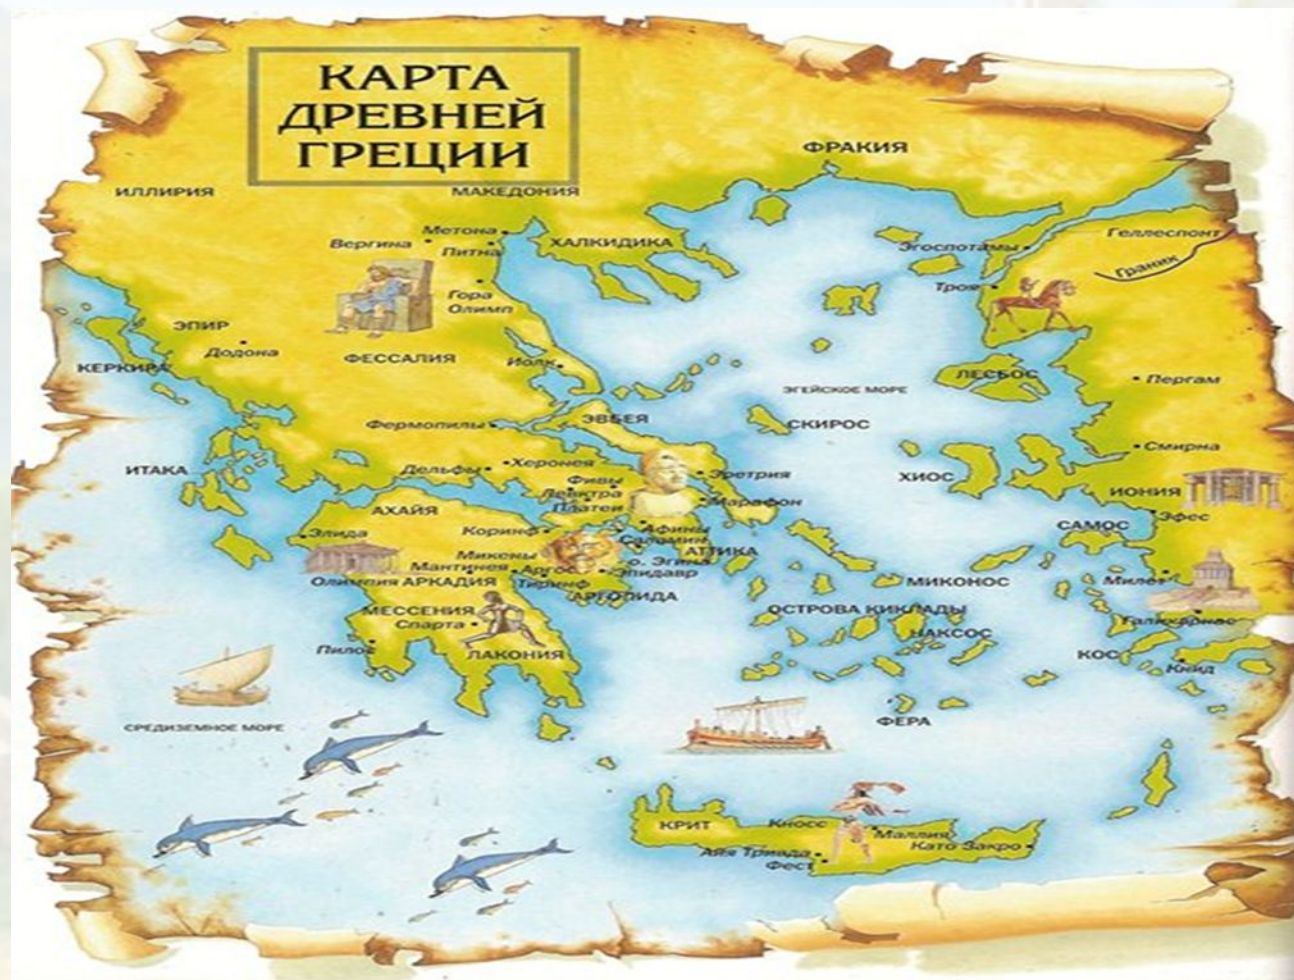 КАРТА
ДРЕВНЕЙ
ГРЕЦИИ
ФРАКИЯ
ИЛЛИРИЯ
МАКЕДОНИЯ
Метона
Вергина
Питна
ХАЛКИДИКА
Эгоспотамы
Геллеспонт
Граник
Троя
Гора
Олимп
ЭПИР
Додона
ФЕССАЛИЯ
Иолк
КЕРКИРА
ЛЕСБОС
Пергам
ЭГЕЙСКОЕ МОРЕ
ЭВБЕЯ
Фермопилы
СКИРОС
Смирна
ИТАКА
Дельфы
Херонея
Эретрия
ХИОС
Фивы
Левктра
Платеи
Марафон
ИОНИЯ
АХАЙЯ
Эфес
Элида
Коринф
Афины
Саламин
САМОС
Микены
АТТИКА
Мантинея
Аргос
о. Эгина
Эпидавр
Олимпия
АРКАДИЯ
Тиринф
МИКОНОС
Милет
АРГОЛИДА
МЕССЕНИЯ
ОСТРОВА КИКЛАДЫ
Спарта
Галикарнас
НАКСОС
Пилос
ЛАКОНИЯ
КОС
Книд
СРЕДИЗЕМНОЕ МОРЕ
ФЕРА
КРИТ
Кносс
Маллия
Айя Триада
Като Закро
Фест